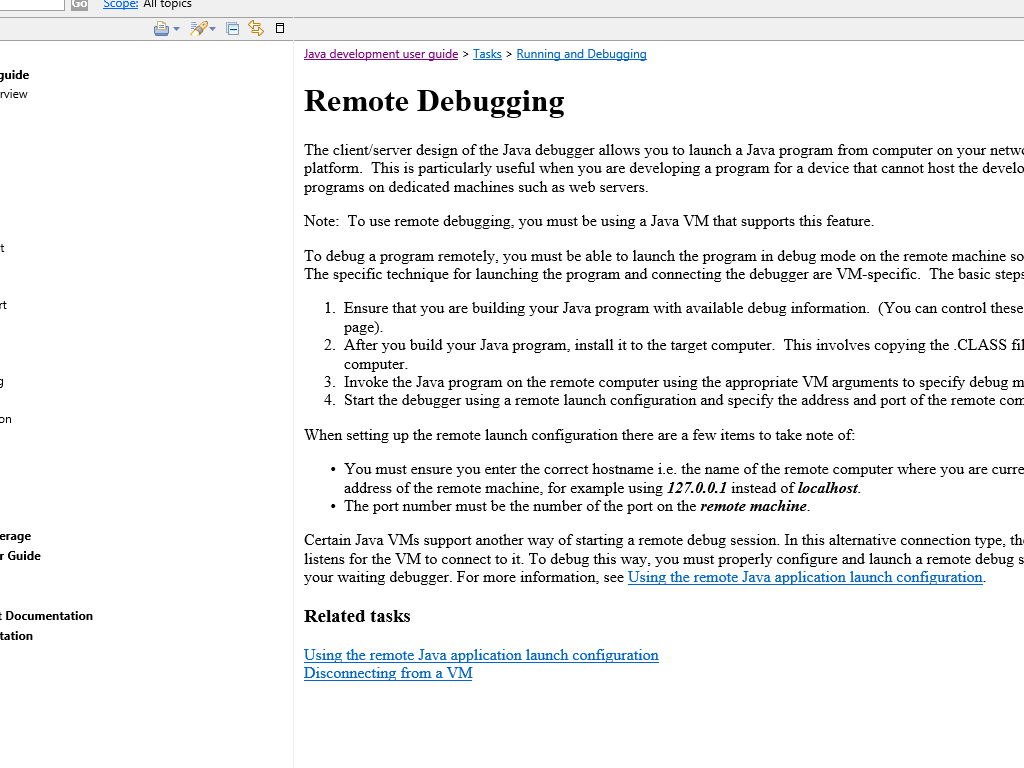 Go Scope: All topics
guide
rview
t
rt
g
on
erage
r Guide
t Documentation
tation
Java development user guide > Tasks > Running and Debugging
Remote Debugging
The client/server design of the Java debugger allows you to launch a Java program from computer on your netwo
platform.  This is particularly useful when you are developing a program for a device that cannot host the develo
programs on dedicated machines such as web servers.
Note:  To use remote debugging, you must be using a Java VM that supports this feature.
To debug a program remotely, you must be able to launch the program in debug mode on the remote machine so
The specific technique for launching the program and connecting the debugger are VM-specific.  The basic steps
1. Ensure that you are building your Java program with available debug information.  (You can control these
page).
2. After you build your Java program, install it to the target computer.  This involves copying the .CLASS fil
computer.
3. Invoke the Java program on the remote computer using the appropriate VM arguments to specify debug m
4. Start the debugger using a remote launch configuration and specify the address and port of the remote com
When setting up the remote launch configuration there are a few items to take note of:
• You must ensure you enter the correct hostname i.e. the name of the remote computer where you are curre
address of the remote machine, for example using 127.0.0.1 instead of localhost.
• The port number must be the number of the port on the remote machine.
Certain Java VMs support another way of starting a remote debug session. In this alternative connection type, the
listens for the VM to connect to it. To debug this way, you must properly configure and launch a remote debug s
your waiting debugger. For more information, see Using the remote Java application launch configuration.
Related tasks
Using the remote Java application launch configuration
Disconnecting from a VM